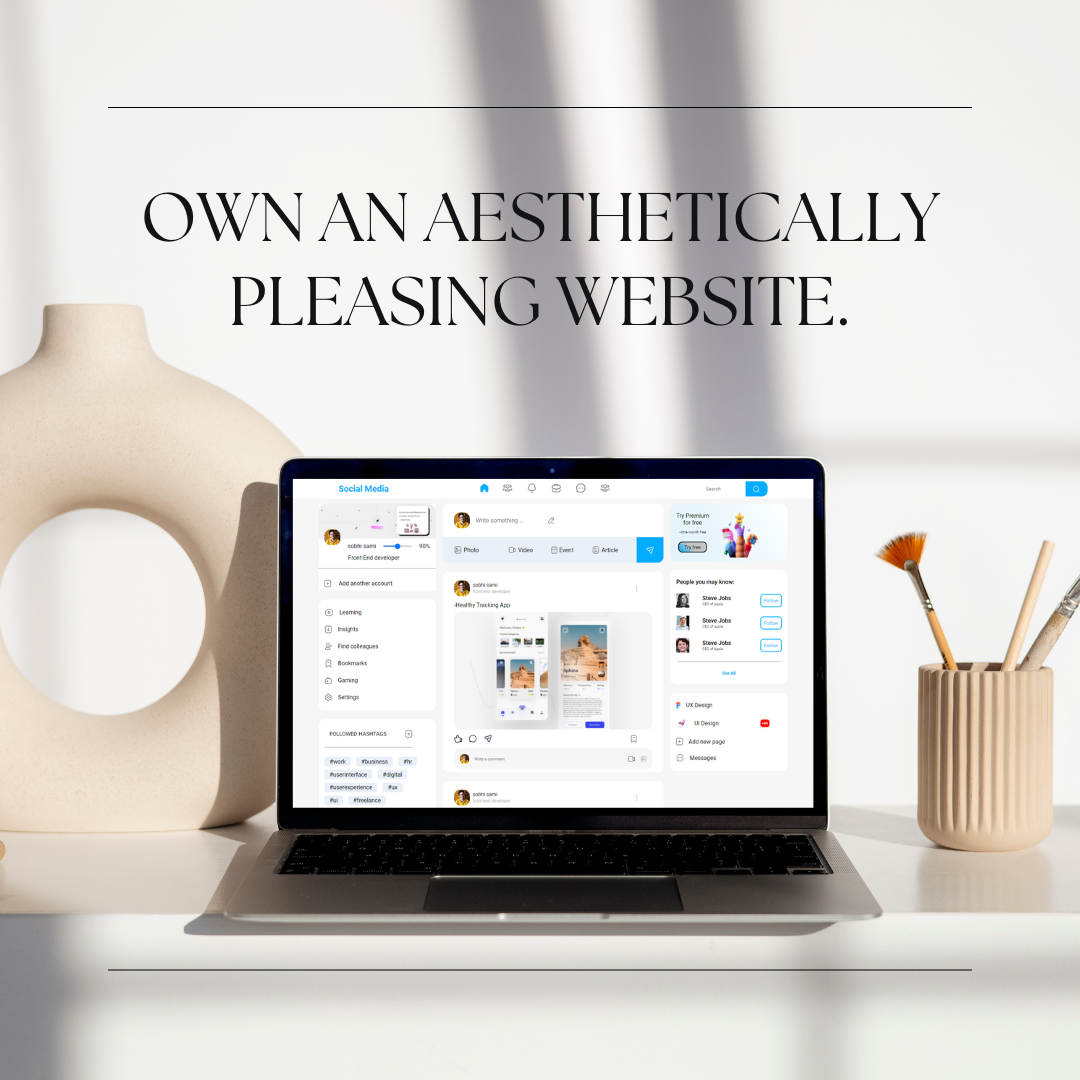 OWN AN AESTHETICALLY
PLEASING WEBSITE.
Social Media
Search
sobhi sami
90%
Front-End developer
Add another account
Learning
Insights
Find colleagues
Bookmarks
Gaming
Settings
FOLLOWED HASHTAGS
#work #business #hr
#userinterface #digital
#userexperience #ux
#ui #freelance
Write something ...
Photo Video Event Article
sobhi sami
front end developer
Healthy Tracking App
Write a comment
sobhi sami
front end developer
Try Premium
for free
Try free
People you may know:
Steve Jobs
CEO of Apple
Follow
Steve Jobs
CEO of Apple
Follow
Steve Jobs
CEO of Apple
Follow
See All
UX Design
UI Design
Add new page
Messages